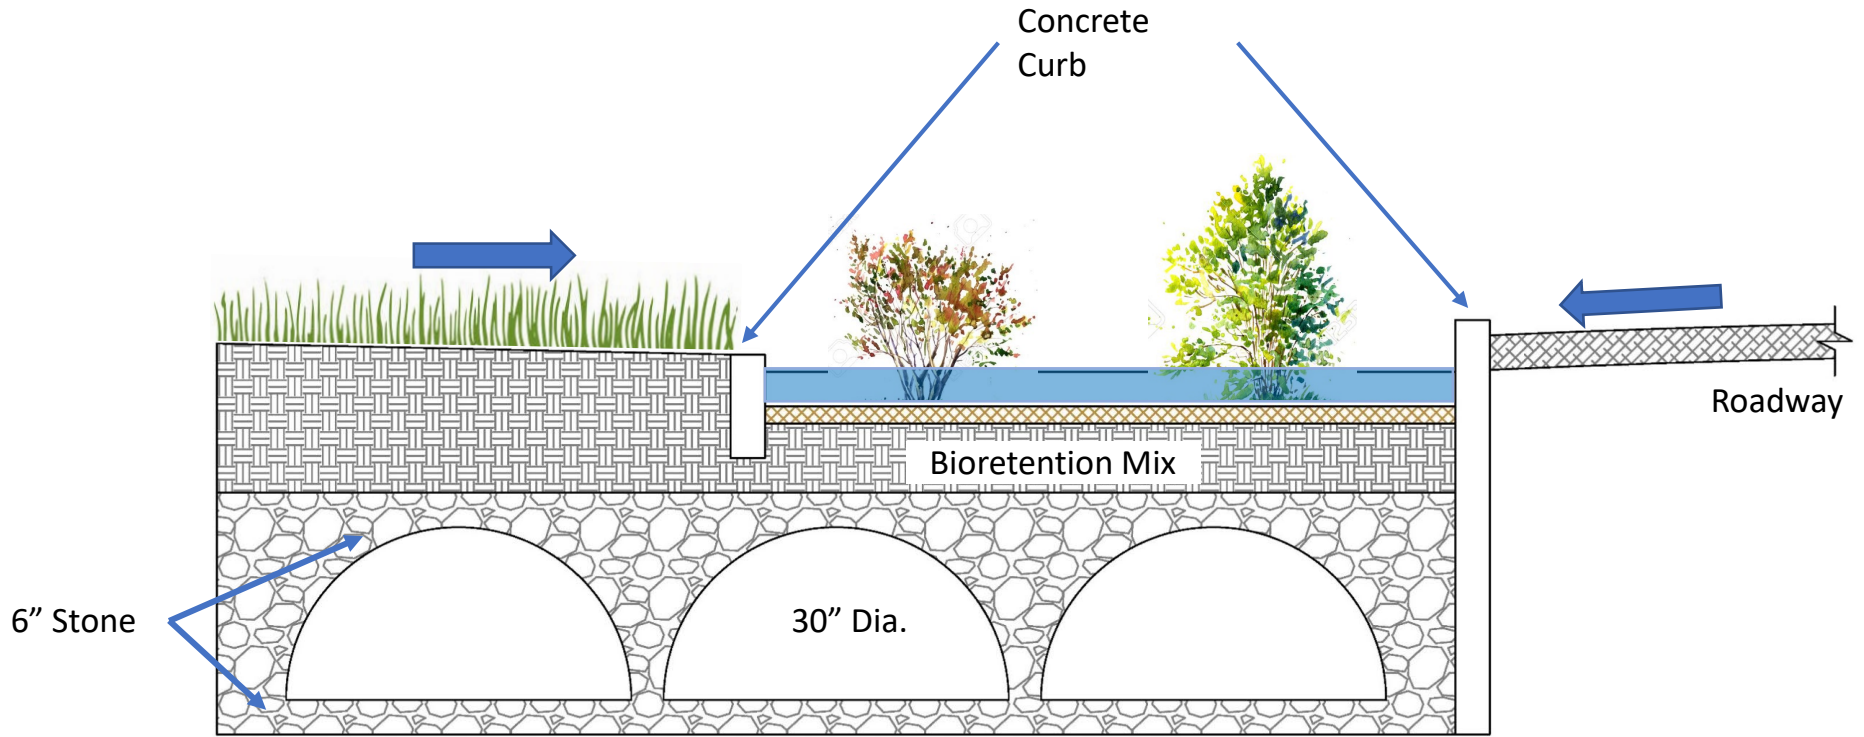 Concrete
Curb
Roadway
Bioretention Mix
6” Stone
30” Dia.